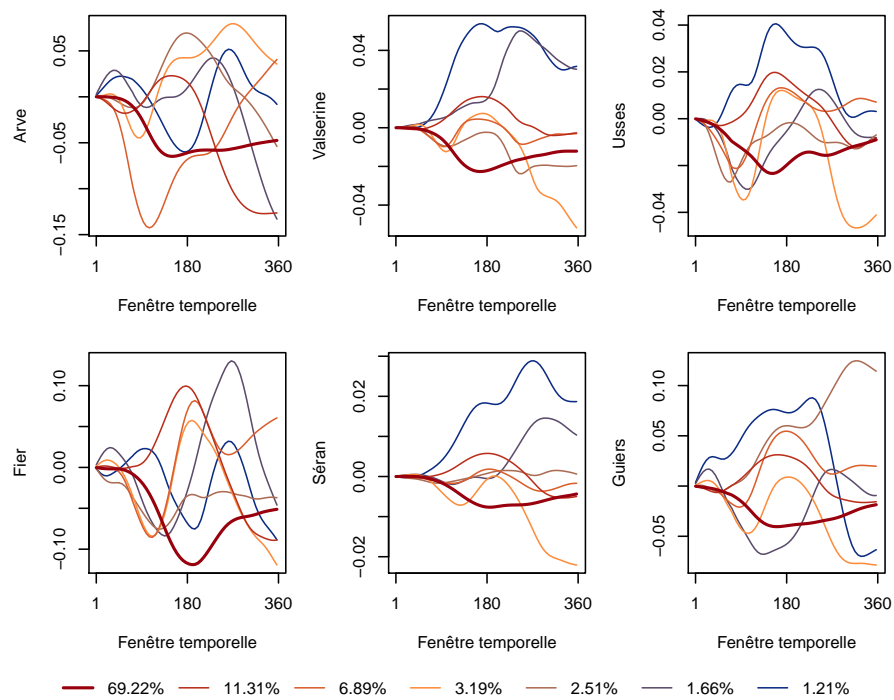 Arve
0.05
−0.05
−0.15
1 180 360
Fenêtre temporelle
Valserine
0.04
0.00
−0.04
1 180 360
Fenêtre temporelle
Usses
0.04
0.02
0.00
−0.04
1 180 360
Fenêtre temporelle
Fier
0.10
0.00
−0.10
1 180 360
Fenêtre temporelle
Séran
0.02
0.00
−0.02
1 180 360
Fenêtre temporelle
Guiers
0.10
0.05
−0.05
1 180 360
Fenêtre temporelle
69.22% 11.31% 6.89% 3.19% 2.51% 1.66% 1.21%